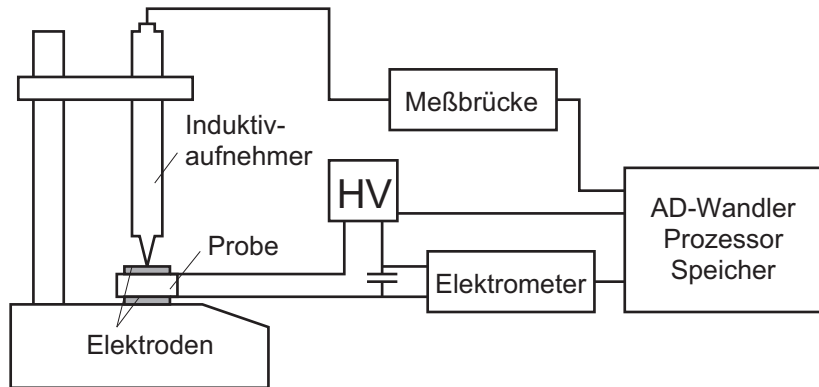 Meßbrücke
Induktiv-
aufnehmer
HV
AD-Wandler
Prozessor
Speicher
Probe
Elektrometer
Elektroden